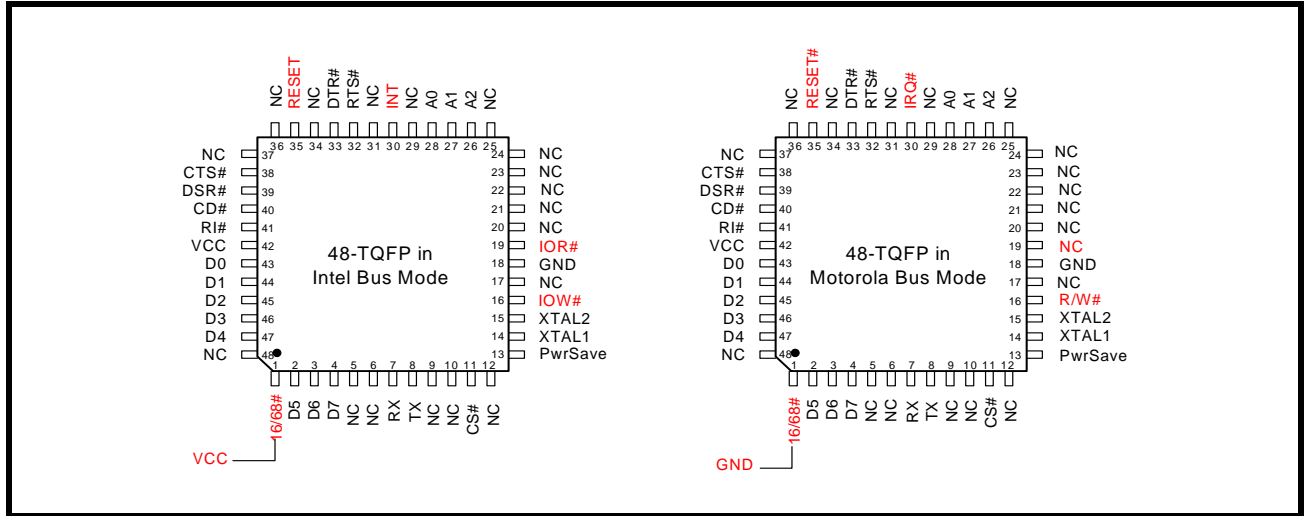 NC RESET NC DTR# RTS# NC INT NC A0 A1 A2 NC
36 35 34 33 32 31 30 29 28 27 26 25
NC 37 24 NC
CTS# 38 23 NC
DSR# 39 22 NC
CD# 40 21 NC
RI# 41 20 NC
VCC 42 19 IOR#
D0 43 18 GND
D1 44 17 NC
D2 45 16 IOW#
D3 46 15 XTAL2
D4 47 14 XTAL1
NC 48 13 PwrSave
48-TQFP in
Intel Bus Mode
1 2 3 4 5 6 7 8 9 10 11 12
16/68# D5 D6 D7 NC NC RX TX NC NC CS# NC
VCC
NC RESET# NC DTR# RTS# NC IRQ# NC A0 A1 A2 NC
36 35 34 33 32 31 30 29 28 27 26 25
NC 37 24 NC
CTS# 38 23 NC
DSR# 39 22 NC
CD# 40 21 NC
RI# 41 20 NC
VCC 42 19 NC
D0 43 18 GND
D1 44 17 NC
D2 45 16 R/W#
D3 46 15 XTAL2
D4 47 14 XTAL1
NC 48 13 PwrSave
48-TQFP in
Motorola Bus Mode
1 2 3 4 5 6 7 8 9 10 11 12
16/68# D5 D6 D7 NC NC RX TX NC NC CS# NC
GND